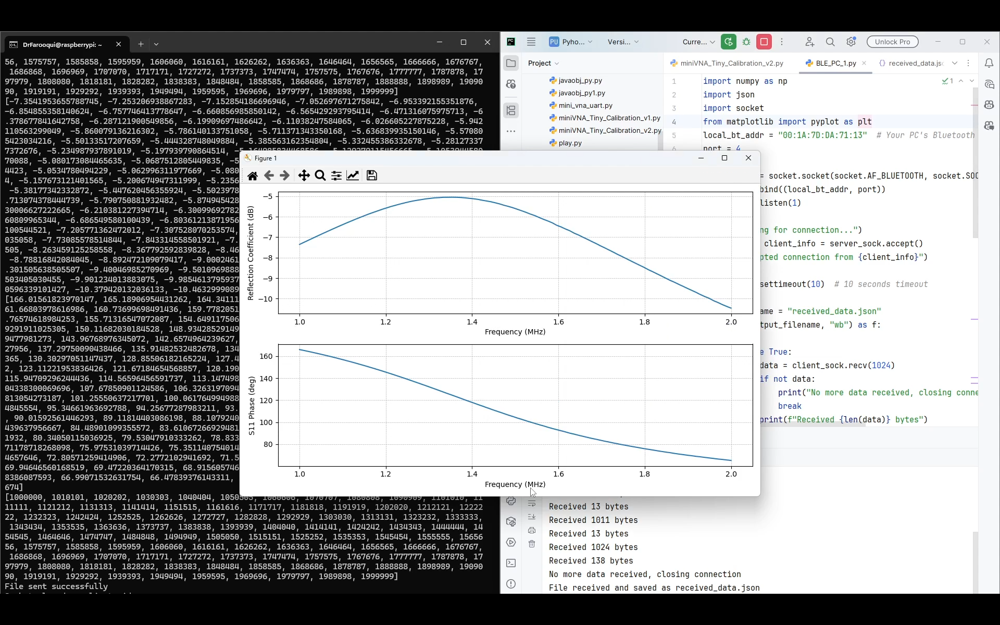 DrFarooqui@raspberrypi: ~
56, 1575757, 1585858, 1595959, 1606060, 1616161, 1626262, 1636363, 1646464, 1656565, 1666666, 1676767,
1686868, 1696969, 1707070, 1717171, 1727272, 1737373, 1747474, 1757575, 1767676, 1777777, 1787878, 17
97979, 1808080, 1818181, 1828282, 1838383, 1848484, 1858585, 1868686, 1878787, 1888888, 1898989, 19090
90, 1919191, 1929292, 1939393, 1949494, 1959595, 1969696, 1979797, 1989898, 1999999]
[-7.3541953655788745, -7.253206938867283, -7.152854186696946, -7.052697671275842, -6.953392155351876,
-6.854855358140624, -6.757746413778647, -6.660856985850142, -6.565429293795414, -6.471316075975713, -6
.378677841642758, -6.287121900549856, -6.19909697486642, -6.11038247584065, -6.026605227875228, -5.942
110563299049, -5.860079136216302, -5.786140133751058, -5.711371343350168, -5.636839935150146, -5.57080
5423034216, -5.50133517207659, -5.444328748049884, -5.385563162354804, -5.332455386332678, -5.28127337
7372676, -5.234987937891019, -5.197939790864514,
70088, -5.080173084465635, -5.0687512805449835, -5
4423, -5.0534780494229, -5.062996311977669, -5.080
4, -5.157673121401565, -5.200674947311999, -5.2356
-5.38177342332872, -5.447620456355924, -5.5023978
.713074378444739, -5.790750881932482, -5.874945428
30006627222665, -6.210381227394714, -6.30099692782
608099653​44, -6.686549580100439, -6.80361213871956
100544521, -7.205771362472012, -7.307528070253574,
035058, -7.73085578514844, -7.843314558501921, -7.
505, -8.263459125258558, -8.367792592839828, -8.46
-8.78816842084045, -8.892472109079417, -9.0002461
.301505638505507, -9.40046985270969, -9.5010969888
503405030455, -9.901234013883075, -9.9854613795937
0596339101427, -10.379420132036133, -10.4632999089
[166.01561823970147, 165.18906954431262, 164.34111
61.66803978616986, 160.73699698491436, 159.7782051
.76574618984253, 155.71316547072087, 154.649117506
9291911025305, 150.11682030184528, 148.93428529149
9477981273, 143.96768976345072, 142.6574964239627,
27956, 137.29750090438466, 135.91482532482678, 134
365, 130.30297051147437, 128.85506182165224, 127.4
2, 123.11221953836426, 121.67184654568857, 120.190
115.947092962444​36, 114.56596456591737, 113.147498
04338300069696, 107.67850901124586, 106.3263197094
813054273187, 101.25550637217701, 100.061764994988
4845554, 95.346619363692788, 94.25677287983211, 93.
, 90.01592561446293, 89.11814403086198, 88.1079240
439637956667, 84.48901099355572, 83.61067266929481
1932, 80.34050115036925, 79.53047910333262, 78.833
71178718268098, 75.97531039714426, 75.351140754014
4657646, 72.80571259414906, 72.2772102941692, 71.5
69.94646560168519, 69.47220364170315, 68.915605746
8386087593, 66.99071532631754, 66.47839376143311,
674]
[1000000, 1010101, 1020202, 1030303, 1040404, 1050505, 1060606, 1070707, 1080808, 1090909, 1101010, 11
11111, 1121212, 1131313, 1141414, 1151515, 1161616, 1171717, 1181818, 1191919, 1202020, 1212121, 12222
22, 1232323, 1242424, 1252525, 1262626, 1272727, 1282828, 1292929, 1303030, 1313131, 1323232, 1333333,
1343434, 1353535, 1363636, 1373737, 1383838, 1393939, 1404040, 1414141, 1424242, 1434343, 1444444, 14
54545, 1464646, 1474747, 1484848, 1494949, 1505050, 1515151, 1525252, 1535353, 1545454, 1555555, 15656
56, 1575757, 1585858, 1595959, 1606060, 1616161, 1626262, 1636363, 1646464, 1656565, 1666666, 1676767,
1686868, 1696969, 1707070, 1717171, 1727272, 1737373, 1747474, 1757575, 1767676, 1777777, 1787878, 17
97979, 1808080, 1818181, 1828282, 1838383, 1848484, 1858585, 1868686, 1878787, 1888888, 1898989, 19090
90, 1919191, 1929292, 1939393, 1949494, 1959595, 1969696, 1979797, 1989898, 1999999]
File sent successfully
PC PU Pyho... Versi... Curre... Unlock Pro
Project
javaobj_py.py
javaobj_py1.py
mini_vna_uart.py
miniVNA_Tiny_Calibration_v1.py
miniVNA_Tiny_Calibration_v2.py
play.py
miniVNA_Tiny_Calibration_v2.py BLE_PC_1.py received_data.js
1 import numpy as np
2 import json
3 import socket
4 from matplotlib import pyplot as plt
5 local_bt_addr = "00:1A:7D:DA:71:13" # Your PC's Bluetooth
6 port = 4
1
= socket.socket(socket.AF_BLUETOOTH, socket.SOC
bind((local_bt_addr, port))
listen(1)
ng for connection...")
client_info = server_sock.accept()
pted connection from {client_info}")
settimeout(10) # 10 seconds timeout
ame = "received_data.json"
tput_filename, "wb") as f:
e True:
data = client_sock.recv(1024)
if not data:
print("No more data received, closing conne
break
print(f"Received {len(data)} bytes")
Figure 1
Reflection Coefficient (dB)
−5
−6
−7
−8
−9
−10
1.0 1.2 1.4 1.6 1.8 2.0
Frequency (MHz)
S11 Phase (deg)
160
140
120
100
80
1.0 1.2 1.4 1.6 1.8 2.0
Frequency (MHz)
Received 13 bytes
Received 1011 bytes
Received 13 bytes
Received 1024 bytes
Received 138 bytes
No more data received, closing connection
File received and saved as received_data.json